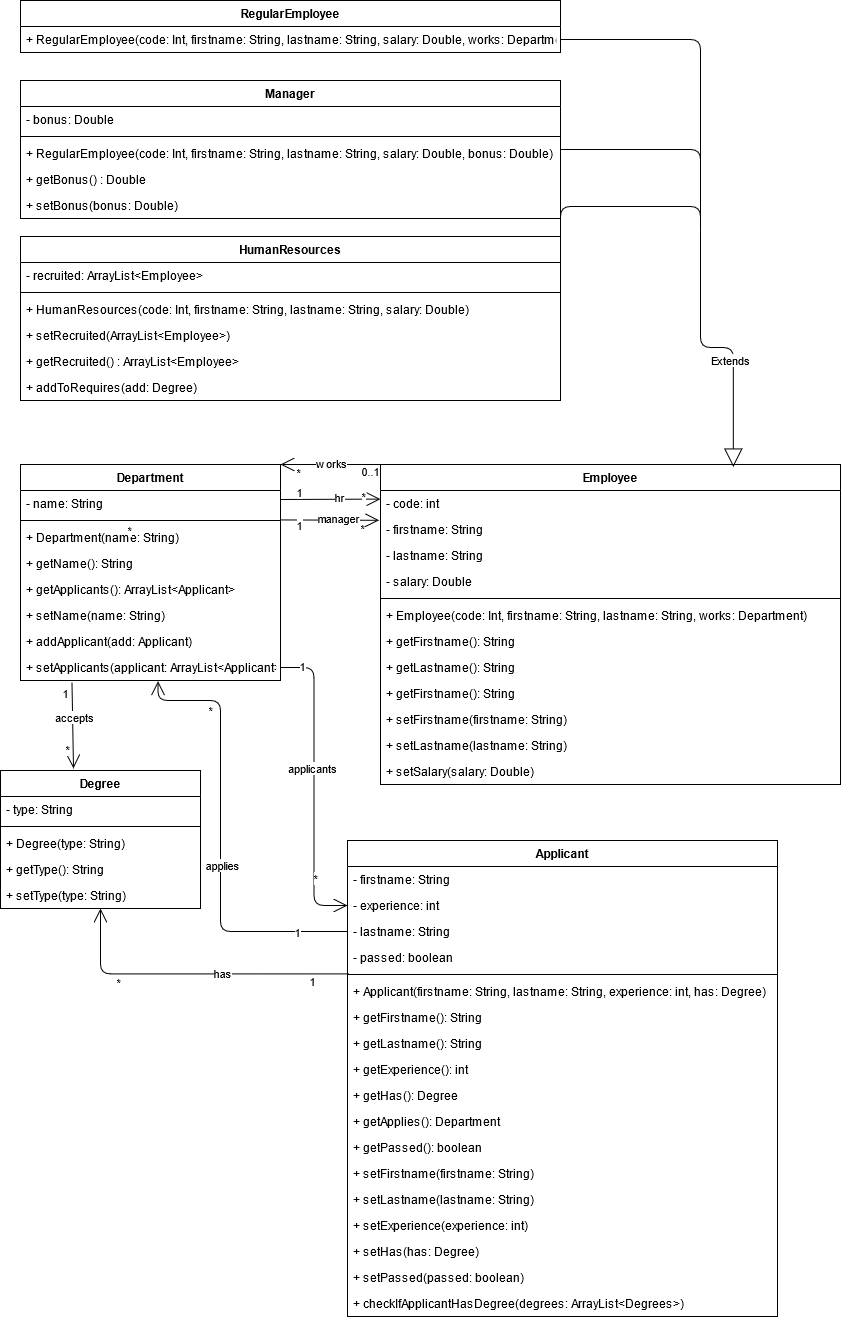 RegularEmployee
+ RegularEmployee(code: Int, firstname: String, lastname: String, salary: Double, works: Departm
Manager
- bonus: Double
+ RegularEmployee(code: Int, firstname: String, lastname: String, salary: Double, bonus: Double)
+ getBonus() : Double
+ setBonus(bonus: Double)
HumanResources
- recruited: ArrayList<Employee>
+ HumanResources(code: Int, firstname: String, lastname: String, salary: Double)
+ setRecruited(ArrayList<Employee>)
+ getRecruited() : ArrayList<Employee>
+ addToRequires(add: Degree)
Extends
Department
- name: String
*
+ Department(name: String)
+ getName(): String
+ getApplicants(): ArrayList<Applicant>
+ setName(name: String)
+ addApplicant(add: Applicant)
+ setApplicants(applicant: ArrayList<Applicant
* works 0..1
1 hr *
1 manager *
Employee
- code: int
- firstname: String
- lastname: String
- salary: Double
+ Employee(code: Int, firstname: String, lastname: String, works: Department)
+ getFirstname(): String
+ getLastname(): String
+ getFirstname(): String
+ setFirstname(firstname: String)
+ setLastname(lastname: String)
+ setSalary(salary: Double)
1
accepts
*
1
applicants
*
*
applies
1
Degree
- type: String
+ Degree(type: String)
+ getType(): String
+ setType(type: String)
* has 1
Applicant
- firstname: String
- experience: int
- lastname: String
- passed: boolean
+ Applicant(firstname: String, lastname: String, experience: int, has: Degree)
+ getFirstname(): String
+ getLastname(): String
+ getExperience(): int
+ getHas(): Degree
+ getApplies(): Department
+ getPassed(): boolean
+ setFirstname(firstname: String)
+ setLastname(lastname: String)
+ setExperience(experience: int)
+ setHas(has: Degree)
+ setPassed(passed: boolean)
+ checkIfApplicantHasDegree(degrees: ArrayList<Degrees>)